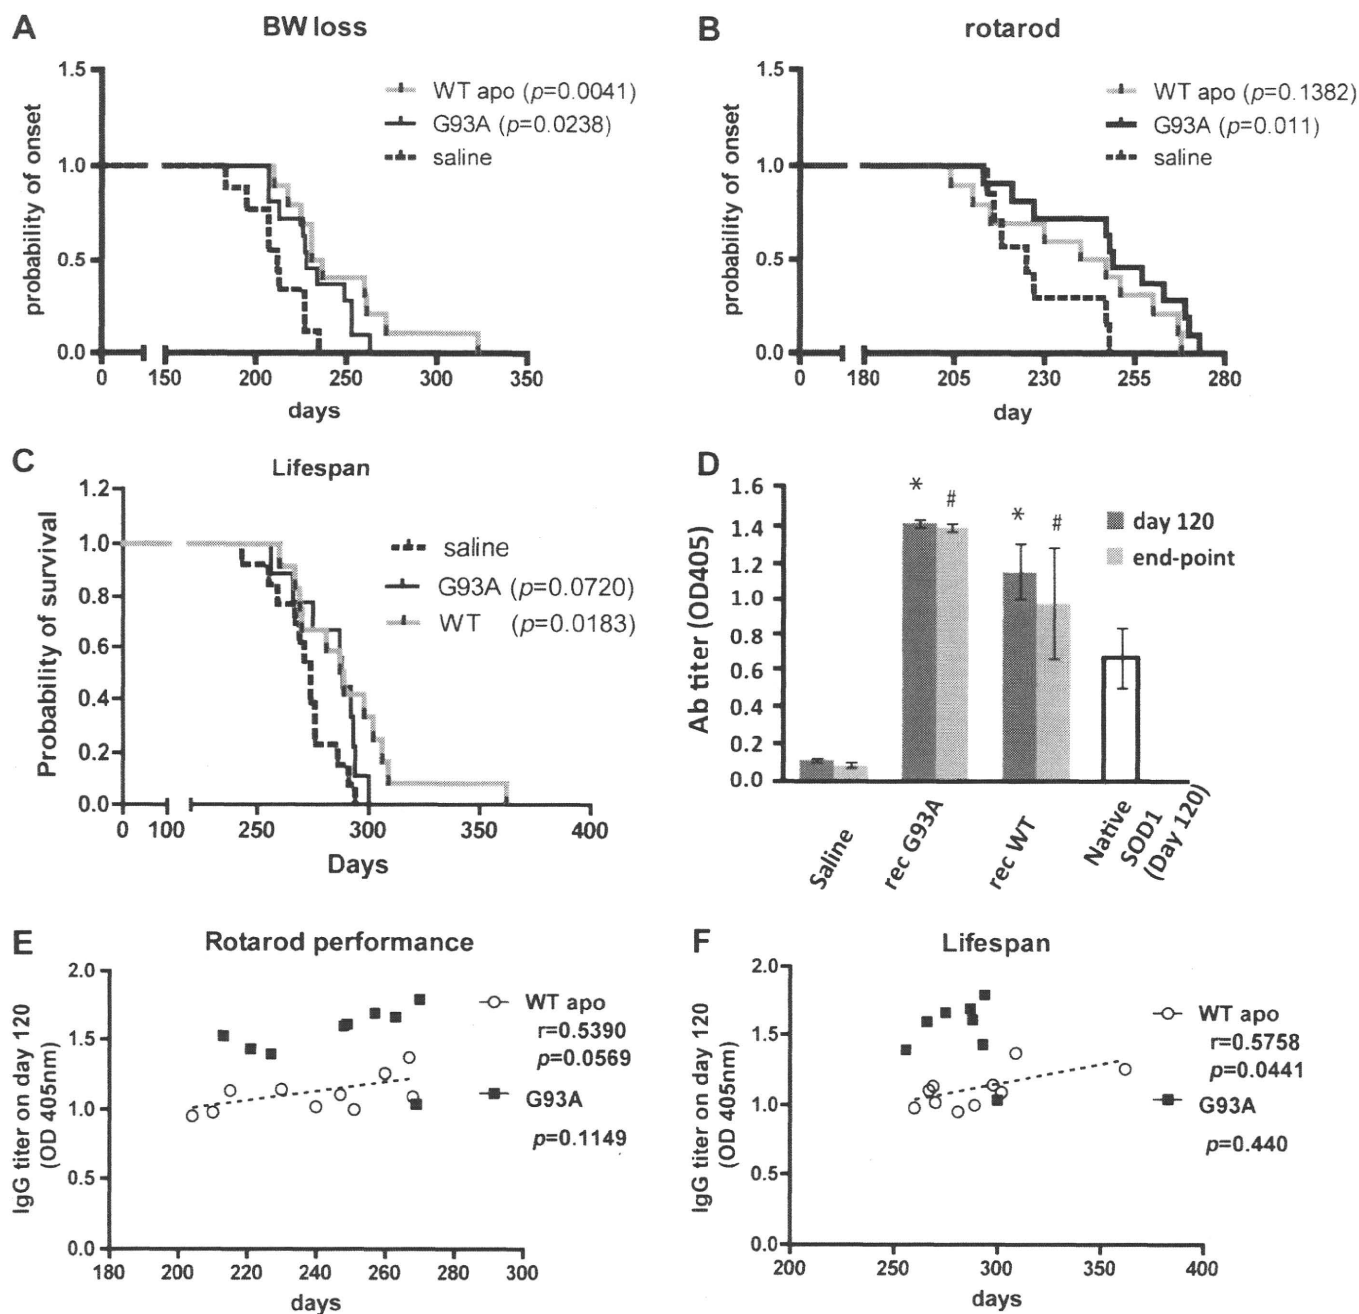 A
BW loss
1.5
1.0
0.5
0.0
probability of onset
WT apo (p=0.0041)
G93A (p=0.0238)
saline
0 150 200 250 300 350
days
B
rotarod
1.5
1.0
0.5
0.0
probability of onset
WT apo (p=0.1382)
G93A (p=0.011)
saline
0 180 205 230 255 280
day
C
Lifespan
1.2
1.0
0.8
0.6
0.4
0.2
0.0
Probability of survival
saline
G93A (p=0.0720)
WT (p=0.0183)
0 100 250 300 350 400
Days
D
1.6
1.4
1.2
1.0
0.8
0.6
0.4
0.2
0.0
Ab titer (OD405)
* # * #
day 120
end-point
Saline
rec G93A
rec WT
Native
SOD1
(Day 120)
E
Rotarod performance
2.0
1.5
1.0
0.5
0.0
IgG titer on day 120
(OD 405nm)
WT apo
r=0.5390
p=0.0569
G93A
p=0.1149
180 200 220 240 260 280 300
days
F
Lifespan
2.0
1.5
1.0
0.5
0.0
IgG titer on day 120
(OD 405nm)
WT apo
r=0.5758
p=0.0441
G93A
p=0.440
200 250 300 350 400
days